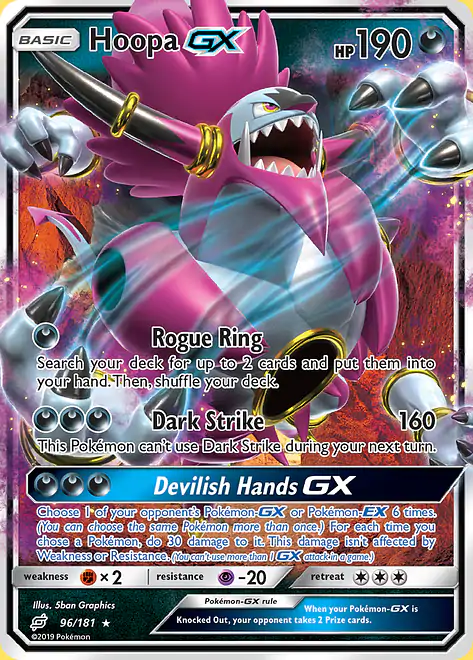 BASIC Hoopa GX HP 190
Rogue Ring
Search your deck for up to 2 cards and put them into
your hand. Then, shuffle your deck.
Dark Strike 160
This Pokémon can't use Dark Strike during your next turn.
Devilish Hands GX
Choose 1 of your opponent's Pokémon-GX or Pokémon-EX 6 times.
(You can choose the same Pokémon more than once.) For each time you
chose a Pokémon, do 30 damage to it. This damage isn't affected by
Weakness or Resistance. (You can't use more than 1 GX attack in a game.)
weakness ×2 resistance -20 retreat
Illus. 5ban Graphics
96/181 ★
©2019 Pokémon
Pokémon-GX rule
When your Pokémon-GX is
Knocked Out, your opponent takes 2 Prize cards.